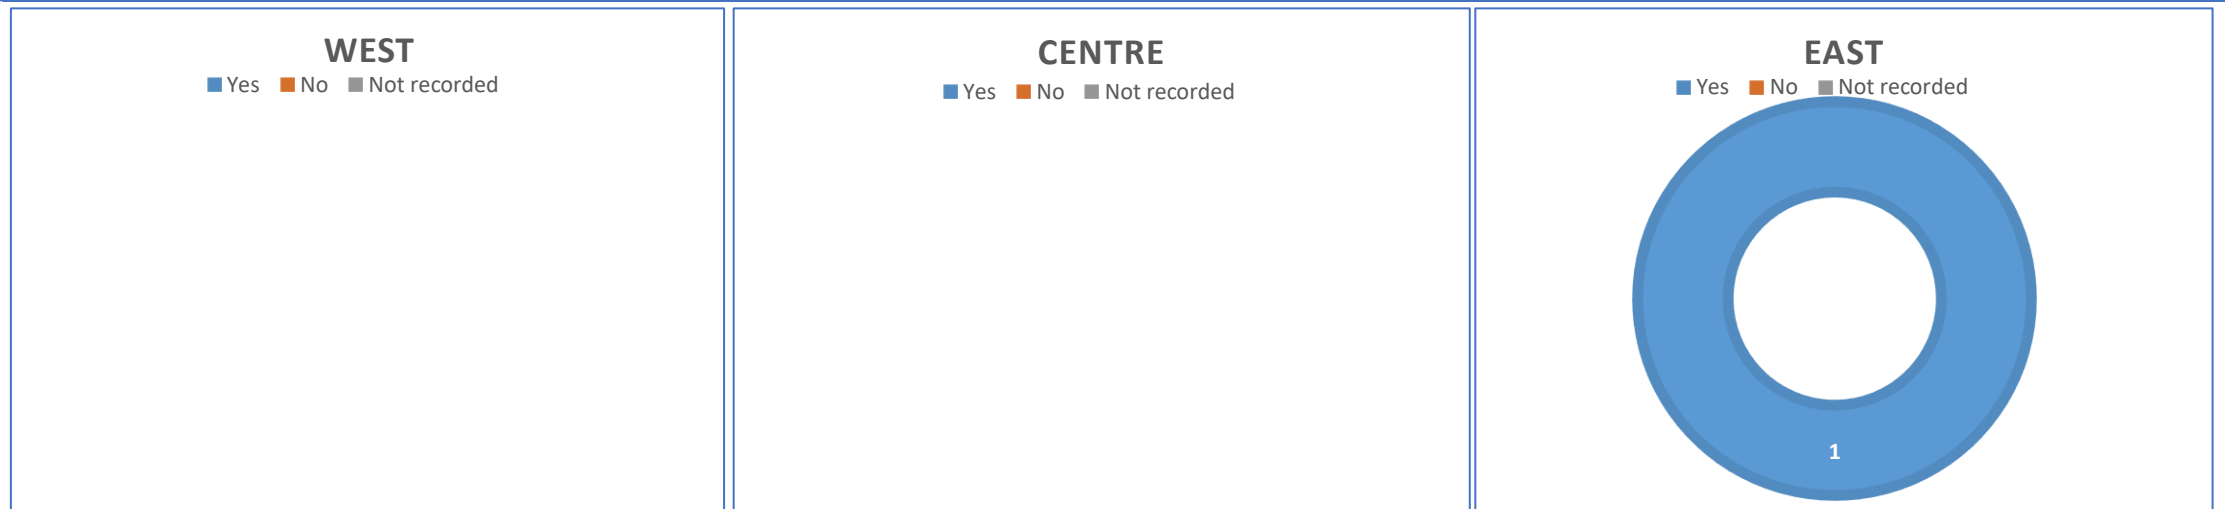 WEST
Yes No Not recorded
CENTRE
Yes No Not recorded
EAST
Yes No Not recorded
1